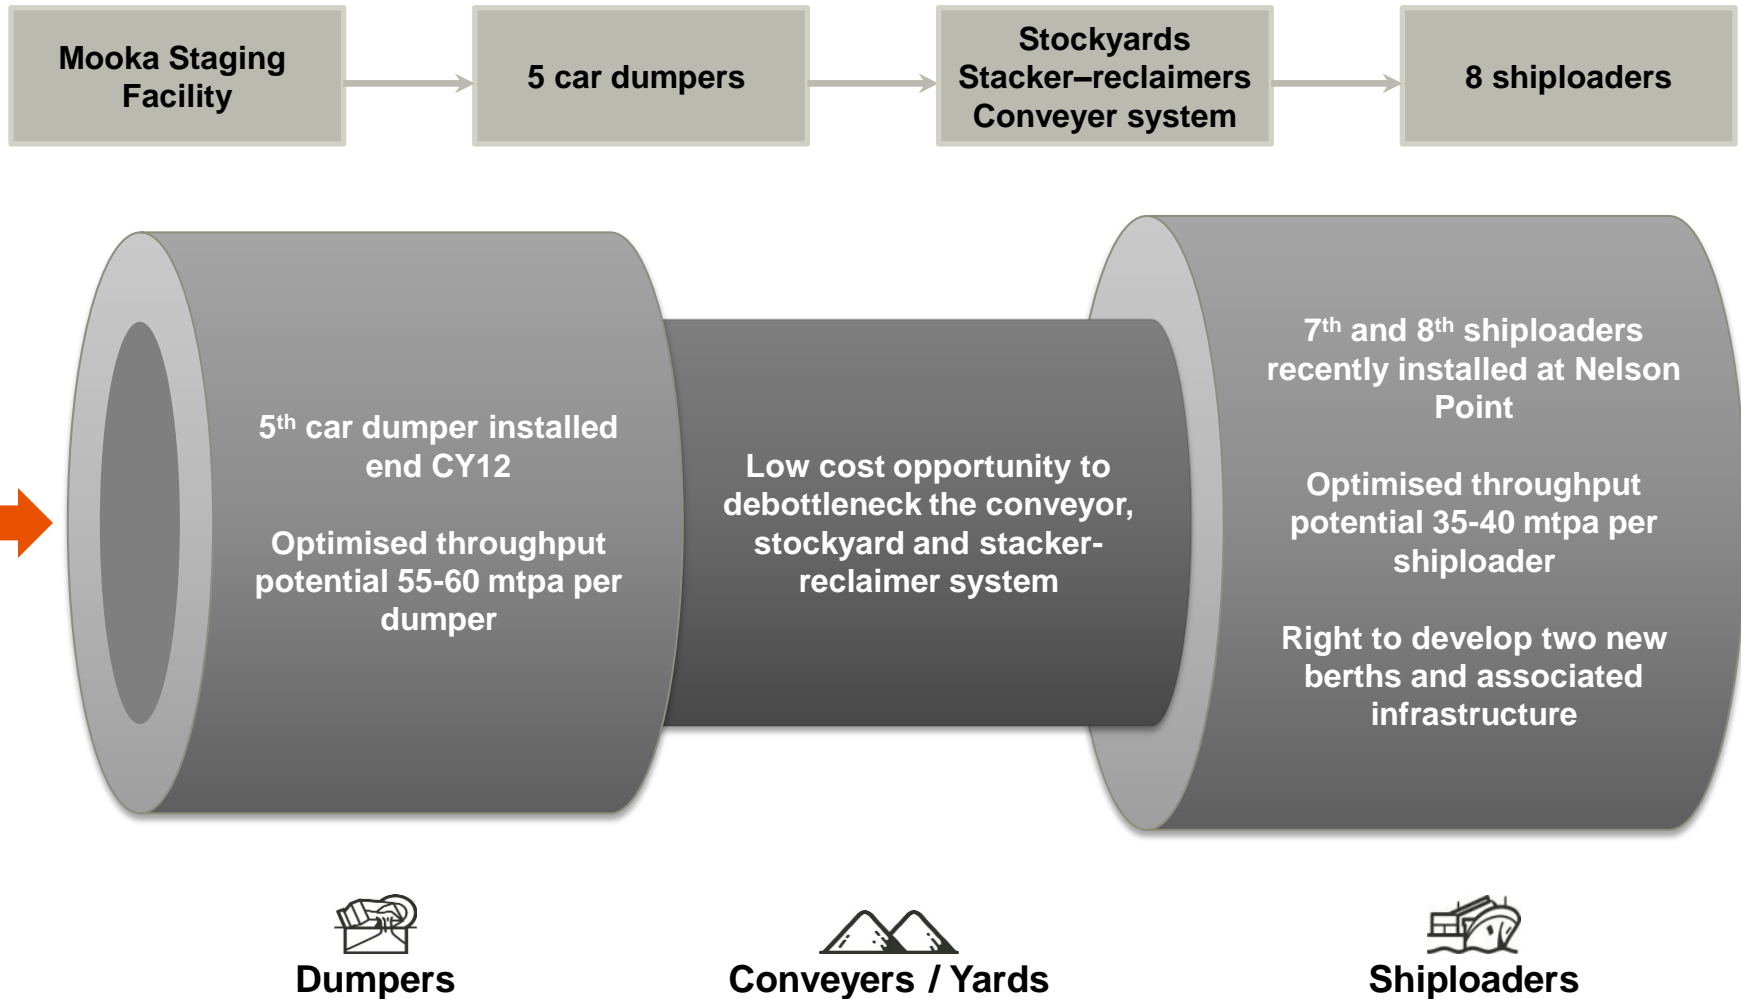 Mooka Staging
Facility
5 car dumpers
Stockyards
Stacker–reclaimers
Conveyer system
8 shiploaders
5th car dumper installed
end CY12
Optimised throughput
potential 55-60 mtpa per
dumper
Low cost opportunity to
debottleneck the conveyor,
stockyard and stacker-
reclaimer system
7th and 8th shiploaders
recently installed at Nelson
Point
Optimised throughput
potential 35-40 mtpa per
shiploader
Right to develop two new
berths and associated
infrastructure
Dumpers
Conveyers / Yards
Shiploaders